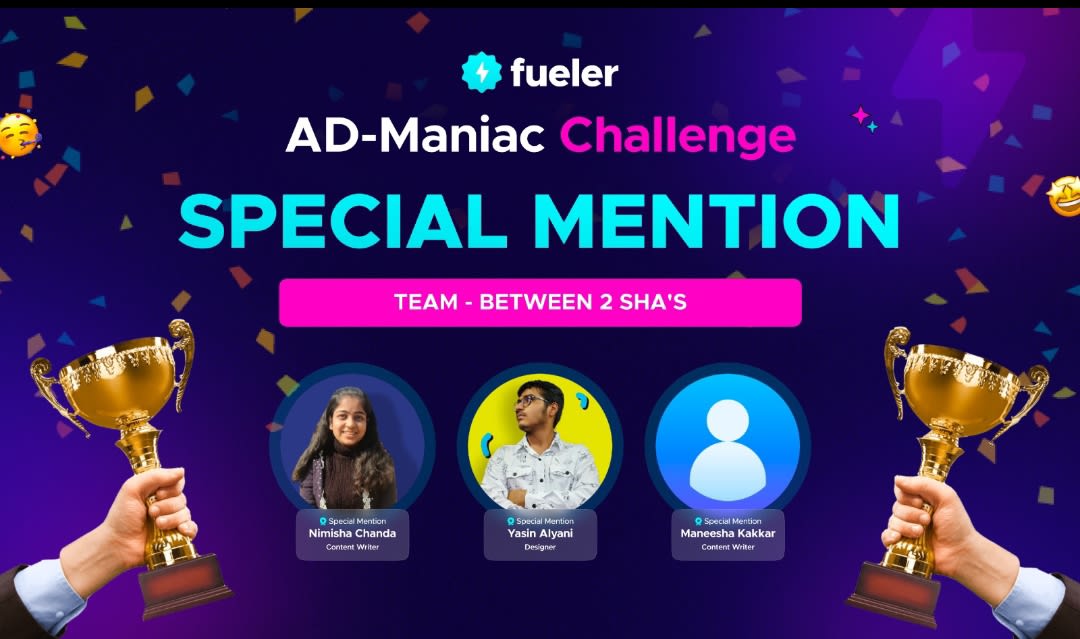 fueler
AD-Maniac Challenge
SPECIAL MENTION
TEAM - BETWEEN 2 SHA'S
Special Mention
Nimisha Chanda
Content Writer
Special Mention
Yasin Alyani
Designer
Special Mention
Maneesha Kakkar
Content Writer